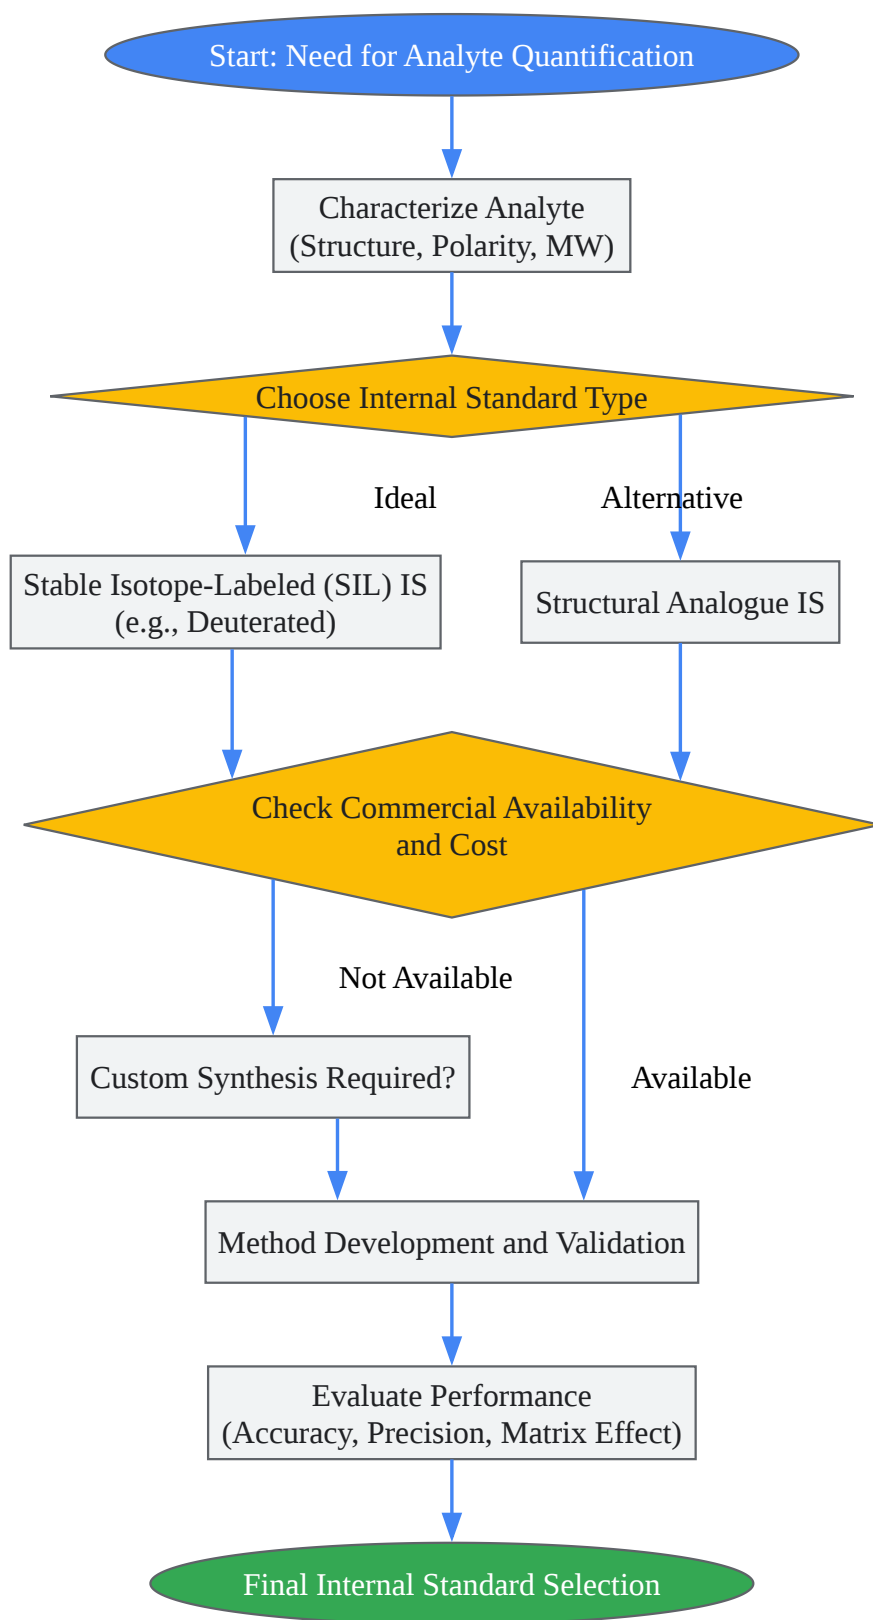 Start: Need for Analyte Quantification
Characterize Analyte
(Structure, Polarity, MW)
Choose Internal Standard Type
Ideal
Alternative
Stable Isotope-Labeled (SIL) IS
(e.g., Deuterated)
Structural Analogue IS
Check Commercial Availability
and Cost
Not Available
Custom Synthesis Required?
Available
Method Development and Validation
Evaluate Performance
(Accuracy, Precision, Matrix Effect)
Final Internal Standard Selection